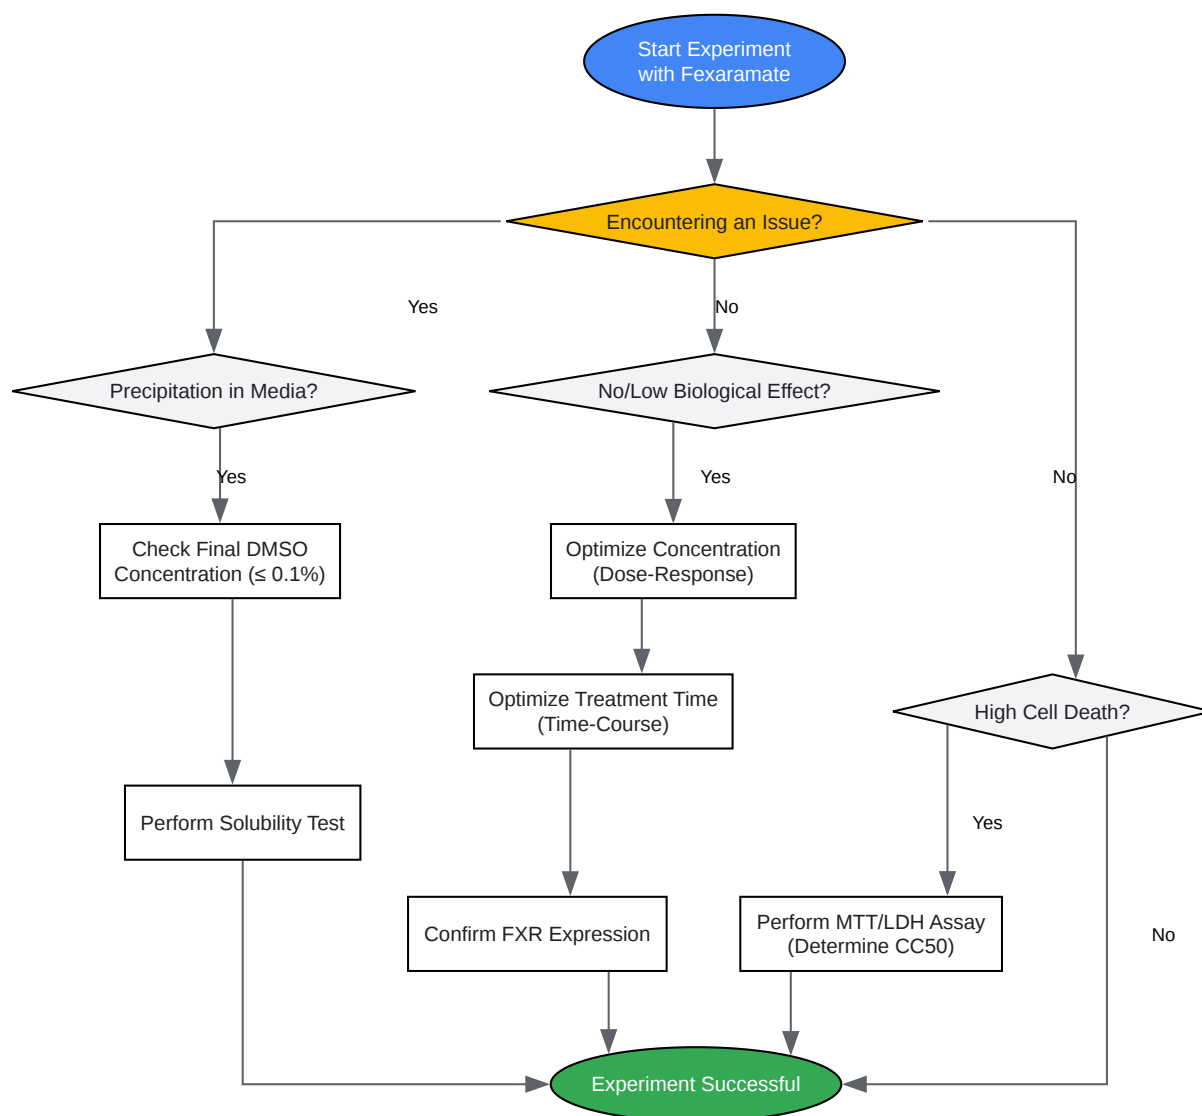 Start Experiment
with Fexaramate
Encountering an Issue?
Yes
No
Precipitation in Media?
No/Low Biological Effect?
Yes
Yes
No
Check Final DMSO
Concentration (≤ 0.1%)
Optimize Concentration
(Dose-Response)
Optimize Treatment Time
(Time-Course)
High Cell Death?
Perform Solubility Test
Yes
Confirm FXR Expression
Perform MTT/LDH Assay
(Determine CC50)
No
Experiment Successful